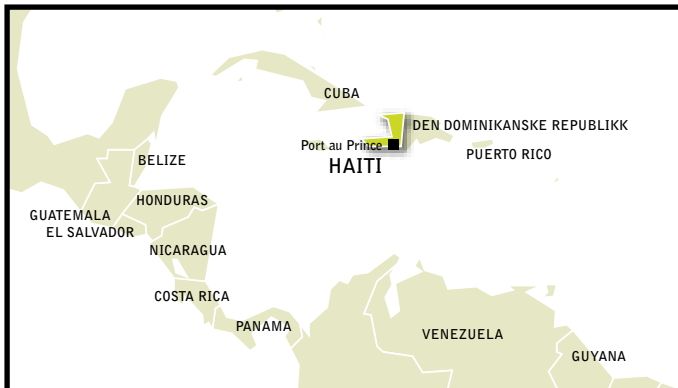 CUBA
DEN DOMINIKANSKE REPUBLIKK
Port au Prince
PUERTO RICO
BELIZE
HAITI
HONDURAS
GUATEMALA
EL SALVADOR
NICARAGUA
COSTA RICA
PANAMA
VENEZUELA
GUYANA